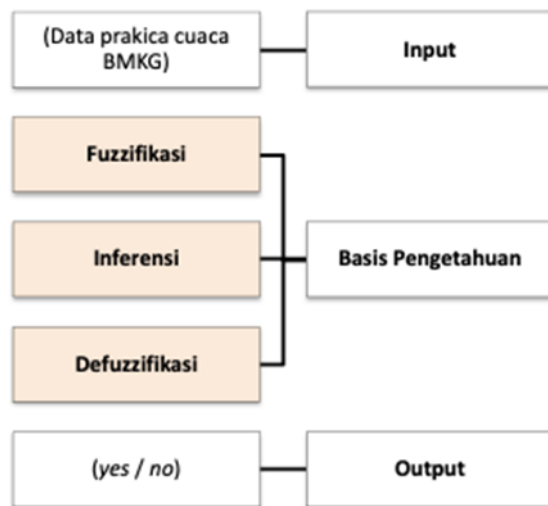 (Data prakica cuaca
BMKG)
Input
Fuzzifikasi
Inferensi
Basis Pengetahuan
Defuzzifikasi
(yes / no)
Output